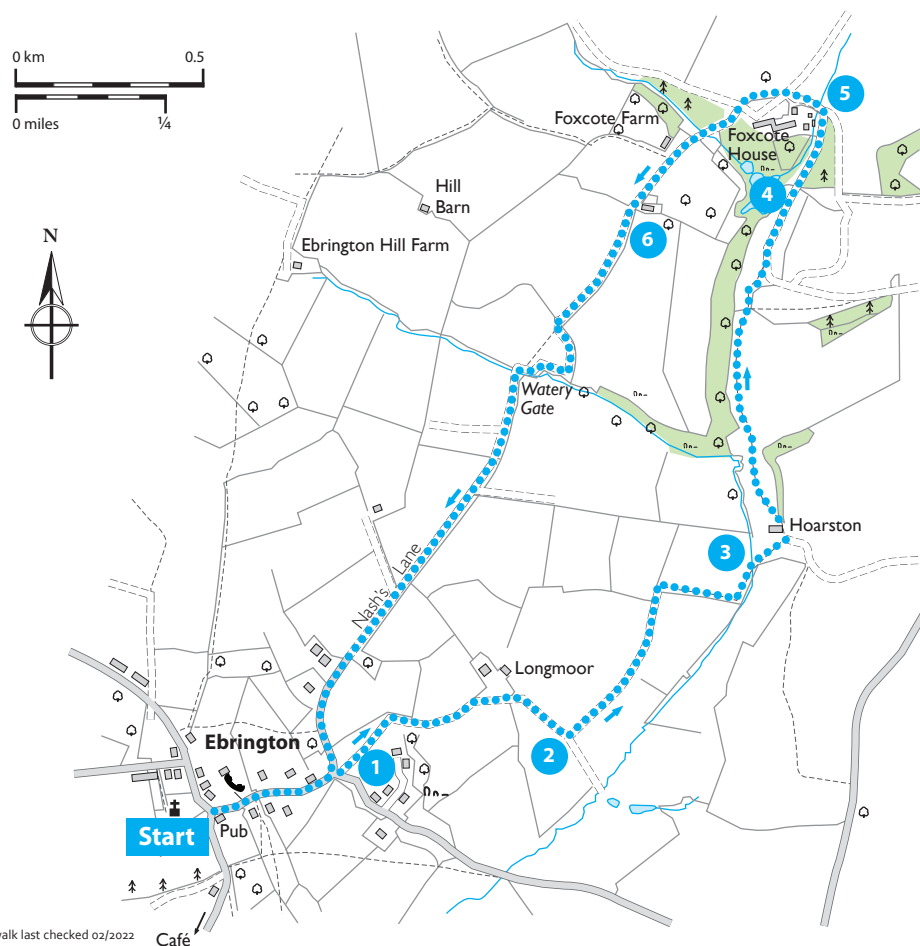 0 km 0.5
0 miles ¼
N
Foxcote Farm
Foxcote
House
5
4
Hill
Barn
Ebrington Hill Farm
6
Watery
Gate
Hoarston
3
Nash's Lane
Longmoor
2
Ebrington
1
Start
Pub
Café
alk last checked 02/2022